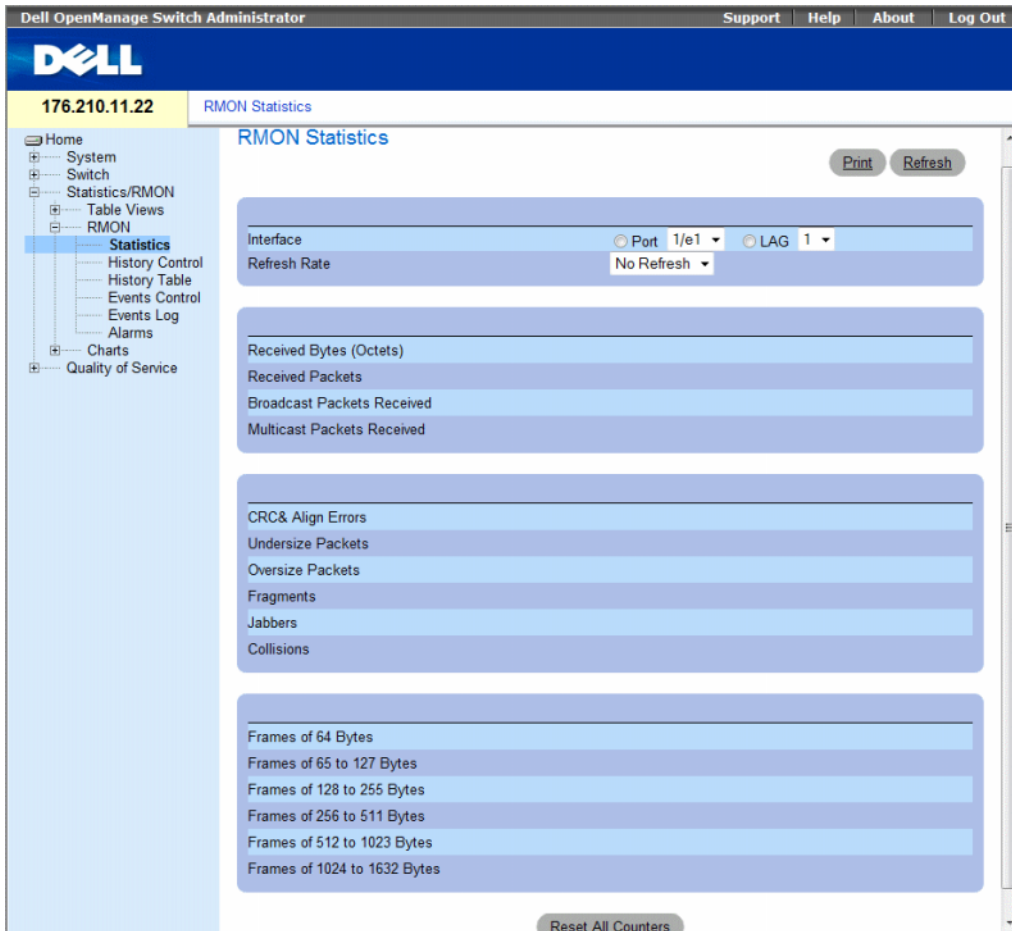 Dell OpenManage Switch Administrator Support Help About Log Out
DELL
176.210.11.22 RMON Statistics
Home
System
Switch
Statistics/RMON
Table Views
RMON
Statistics
History Control
History Table
Events Control
Events Log
Alarms
Charts
Quality of Service
RMON Statistics
Print Refresh
Interface Port 1/e1 LAG 1
Refresh Rate No Refresh
Received Bytes (Octets)
Received Packets
Broadcast Packets Received
Multicast Packets Received
CRC& Align Errors
Undersize Packets
Oversize Packets
Fragments
Jabbers
Collisions
Frames of 64 Bytes
Frames of 65 to 127 Bytes
Frames of 128 to 255 Bytes
Frames of 256 to 511 Bytes
Frames of 512 to 1023 Bytes
Frames of 1024 to 1632 Bytes
Reset All Counters